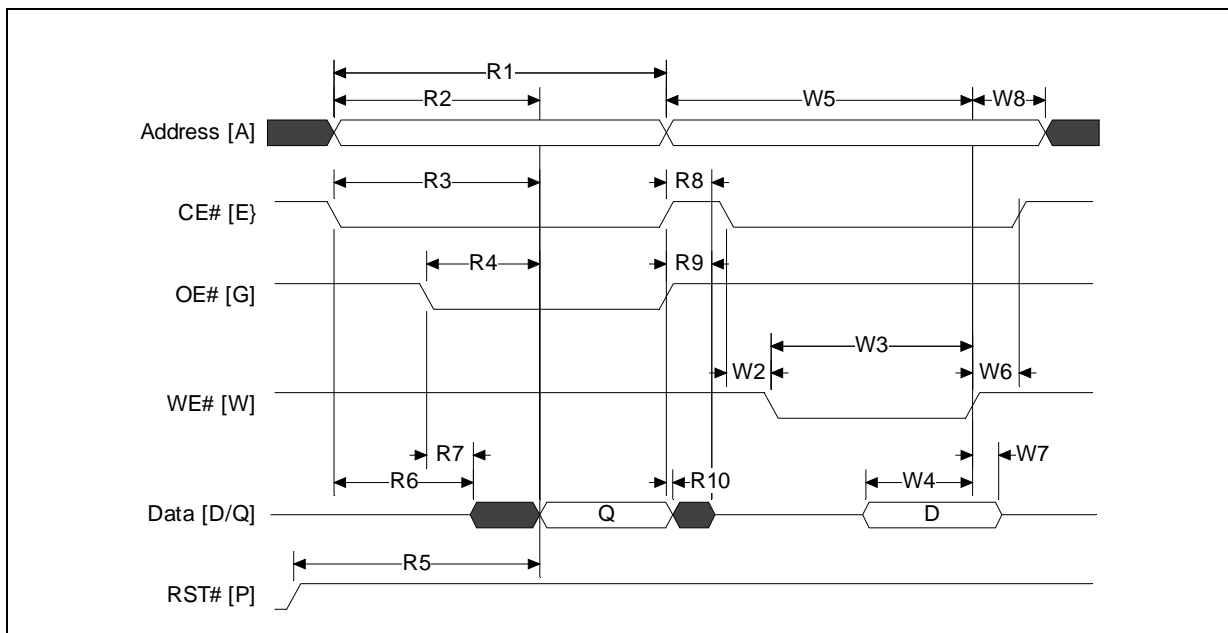 R1
R2
W5
W8
Address [A]
R3
R8
CE# [E}
R4
R9
OE# [G]
W3
W2
W6
WE# [W]
R7
W7
R6
R10
W4
Data [D/Q]
Q
D
R5
RST# [P]